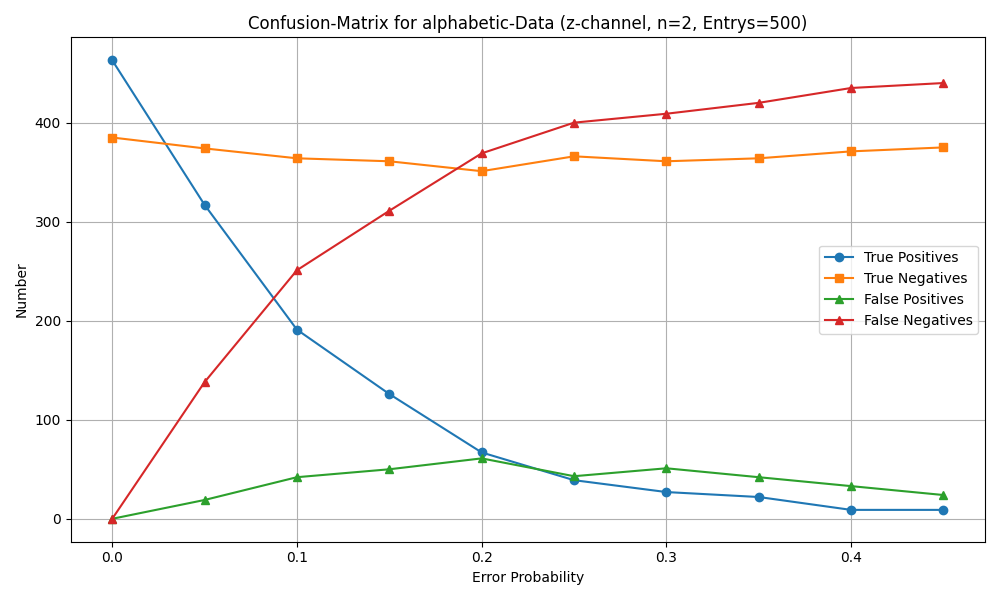 Confusion-Matrix for alphabetic-Data (z-channel, n=2, Entrys=500)
Number
400
300
200
100
0
True Positives
True Negatives
False Positives
False Negatives
0.0 0.1 0.2 0.3 0.4
Error Probability